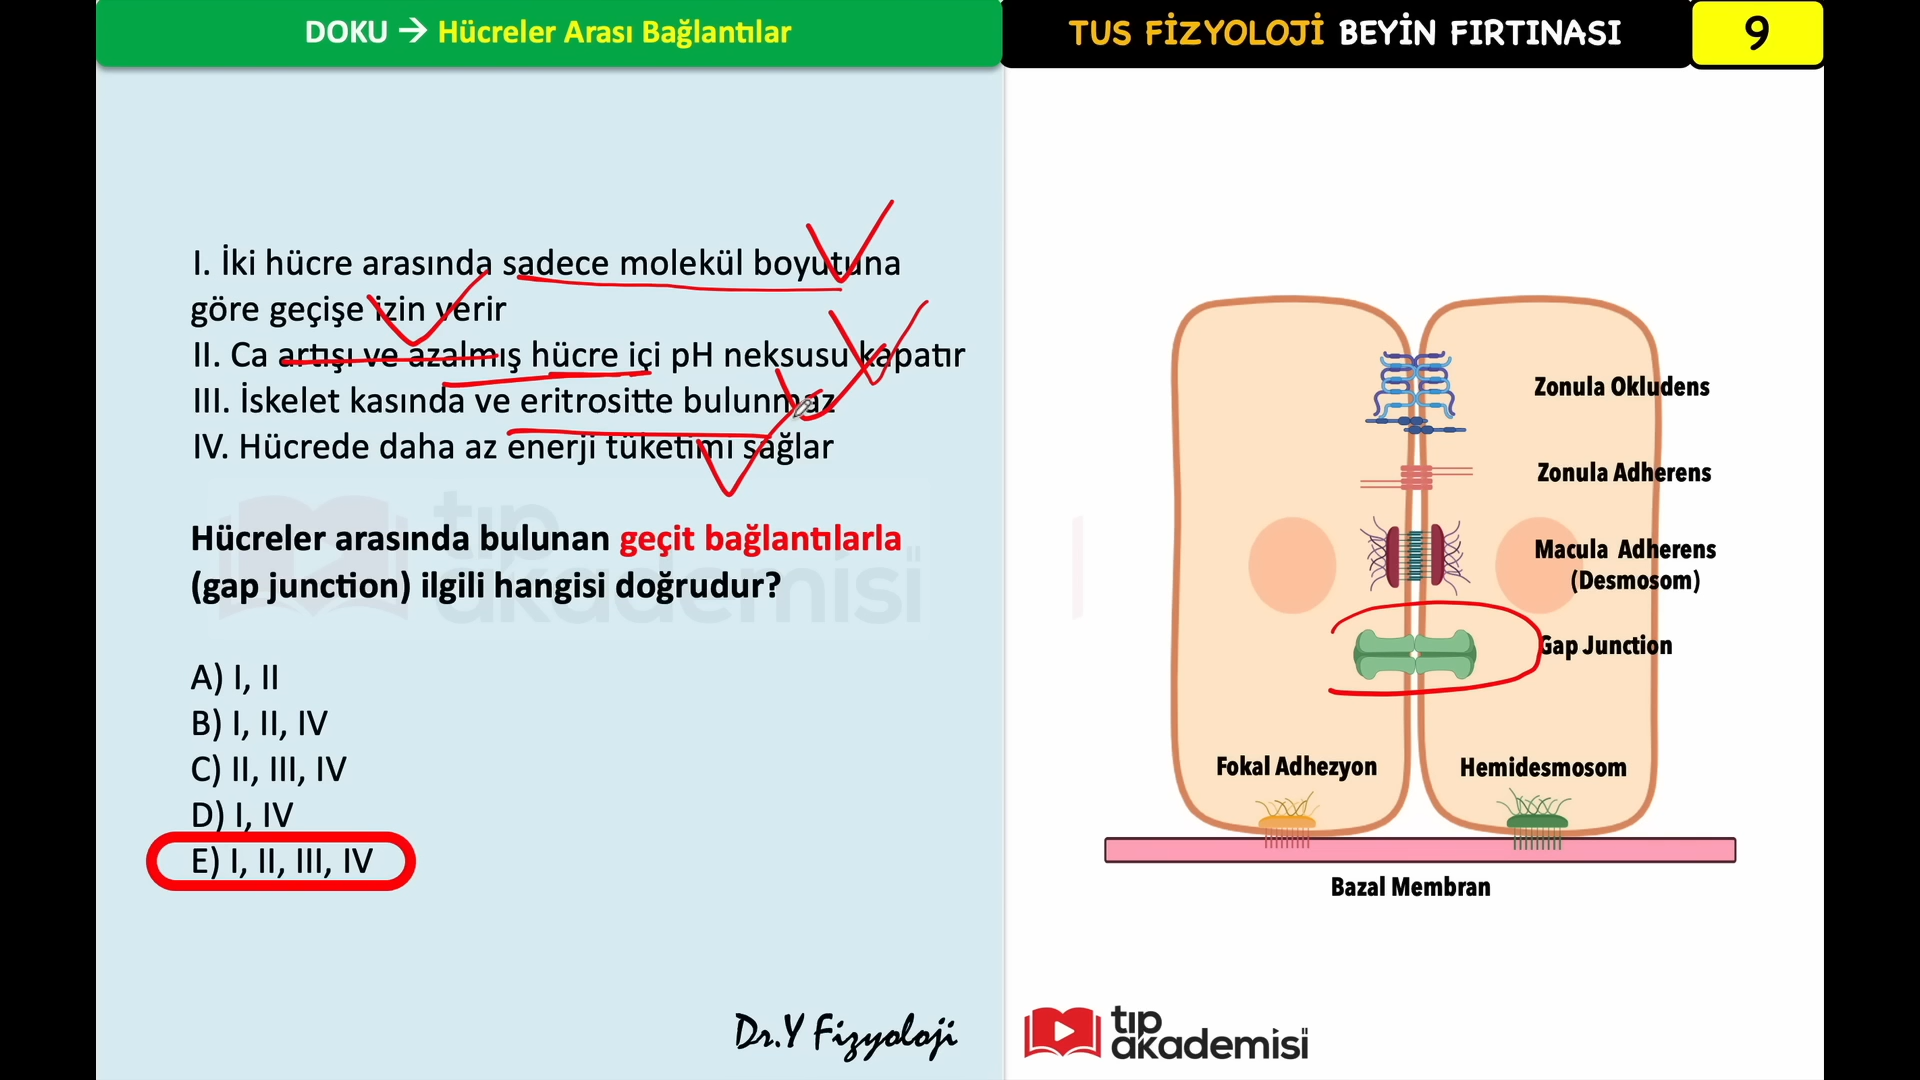 DOKU → Hücreler Arası Bağlantılar
TUS FİZYOLOJİ BEYİN FIRTINASI
9
I. İki hücre arasında sadece molekül boyutuna
göre geçişe izin verir
II. Ca artışı ve azalmış hücre içi pH neksusu kapatır
III. İskelet kasında ve eritrositte bulunmaz
IV. Hücrede daha az enerji tüketimi sağlar
Hücreler arasında bulunan geçit bağlantılarla
(gap junction) ilgili hangisi doğrudur?
A) I, II
B) I, II, IV
C) II, III, IV
D) I, IV
E) I, II, III, IV
Dr.Y Fizyoloji
Zonula Okludens
Zonula Adherens
Macula Adherens
(Desmosom)
Gap Junction
Fokal Adhezyon
Hemidesmosom
Bazal Membran
tıp
akademisi
tıp
akademisi